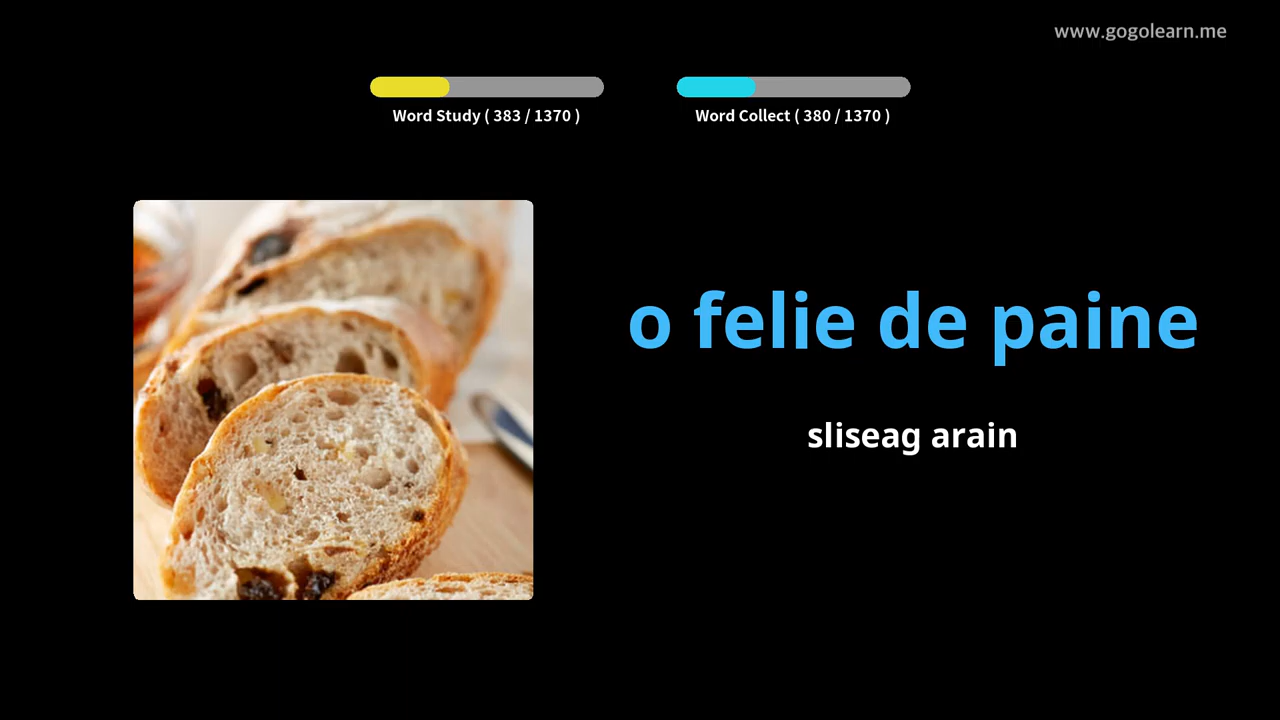 www.gogolearn.me
Word Study ( 383 / 1370 )
Word Collect ( 380 / 1370 )
o felie de paine
sliseag arain